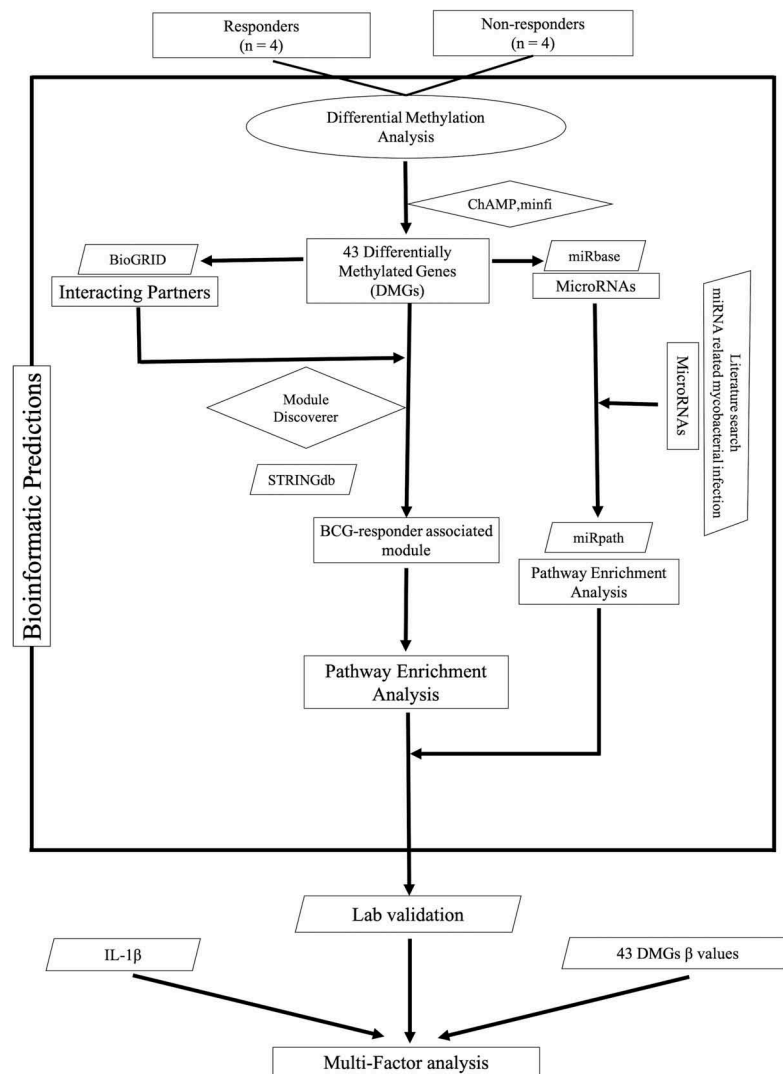 Responders
(n = 4)
Non-responders
(n = 4)
Differential Methylation
Analysis
ChAMP,minfi
BioGRID
Interacting Partners
43 Differentially
Methylated Genes
(DMGs)
miRbase
MicroRNAs
Literature search
miRNA related mycobacterial infection
MicroRNAs
Module
Discoverer
STRINGdb
BCG-responder associated
module
miRpath
Pathway Enrichment
Analysis
Pathway Enrichment
Analysis
Bioinformatic Predictions
Lab validation
IL-1β
43 DMGs β values
Multi-Factor analysis